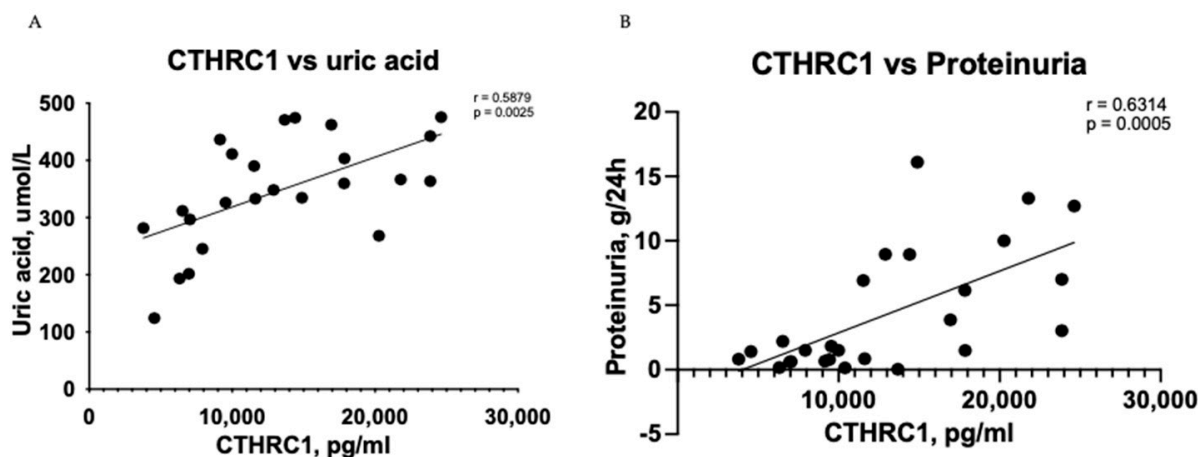 A
CTHRC1 vs uric acid
r = 0.5879
p = 0.0025
Uric acid, umol/L
500
400
300
200
100
0
0 10,000 20,000 30,000
CTHRC1, pg/ml
B
CTHRC1 vs Proteinuria
r = 0.6314
p = 0.0005
Proteinuria, g/24h
20
15
10
5
0
-5
10,000 20,000 30,000
CTHRC1, pg/ml